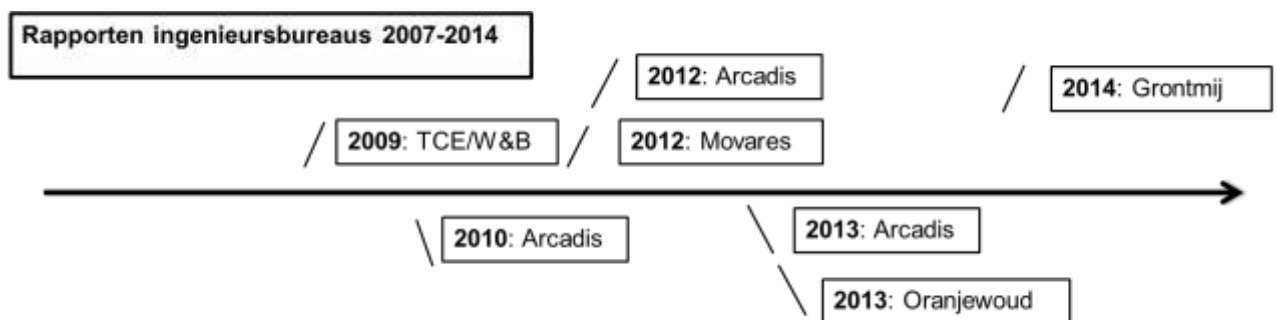 Rapporten ingenieursbureaus 2007-2014
2012: Arcadis
2014: Grontmij
2009: TCE/W&B
2012: Movares
2010: Arcadis
2013: Arcadis
2013: Oranjewoud